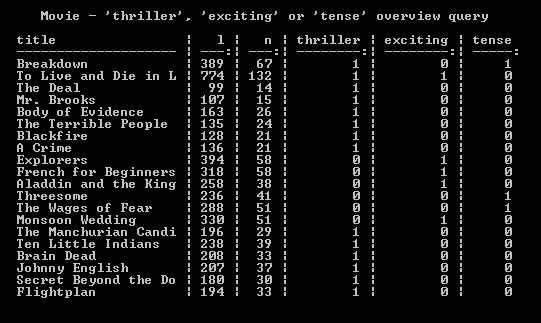 Movie - 'thriller', 'exciting' or 'tense' overview query
title ¦ l ¦ n ¦ thriller ¦ exciting ¦ tense
-------------------- ¦ ---:¦ ---:¦ --------:¦ --------:¦ ------:
Breakdown ¦ 389 ¦ 67 ¦ 1 ¦ 0 ¦ 1
To Live and Die in L ¦ 774 ¦ 132 ¦ 1 ¦ 1 ¦ 0
The Deal ¦ 99 ¦ 14 ¦ 1 ¦ 0 ¦ 0
Mr. Brooks ¦ 107 ¦ 15 ¦ 1 ¦ 0 ¦ 0
Body of Evidence ¦ 163 ¦ 26 ¦ 1 ¦ 0 ¦ 0
The Terrible People ¦ 135 ¦ 24 ¦ 1 ¦ 0 ¦ 0
Blackfire ¦ 128 ¦ 21 ¦ 1 ¦ 0 ¦ 0
A Crime ¦ 136 ¦ 21 ¦ 1 ¦ 0 ¦ 0
Explorers ¦ 394 ¦ 58 ¦ 0 ¦ 1 ¦ 0
French for Beginners ¦ 318 ¦ 58 ¦ 0 ¦ 1 ¦ 0
Aladdin and the King ¦ 258 ¦ 38 ¦ 0 ¦ 1 ¦ 0
Threesome ¦ 236 ¦ 41 ¦ 0 ¦ 0 ¦ 1
The Wages of Fear ¦ 288 ¦ 51 ¦ 0 ¦ 0 ¦ 1
Monsoon Wedding ¦ 330 ¦ 51 ¦ 0 ¦ 1 ¦ 0
The Manchurian Candi ¦ 196 ¦ 29 ¦ 1 ¦ 0 ¦ 0
Ten Little Indians ¦ 238 ¦ 39 ¦ 1 ¦ 0 ¦ 0
Brain Dead ¦ 208 ¦ 33 ¦ 1 ¦ 0 ¦ 0
Johnny English ¦ 207 ¦ 37 ¦ 1 ¦ 0 ¦ 0
Secret Beyond the Do ¦ 180 ¦ 30 ¦ 1 ¦ 0 ¦ 0
Flightplan ¦ 194 ¦ 33 ¦ 1 ¦ 0 ¦ 0